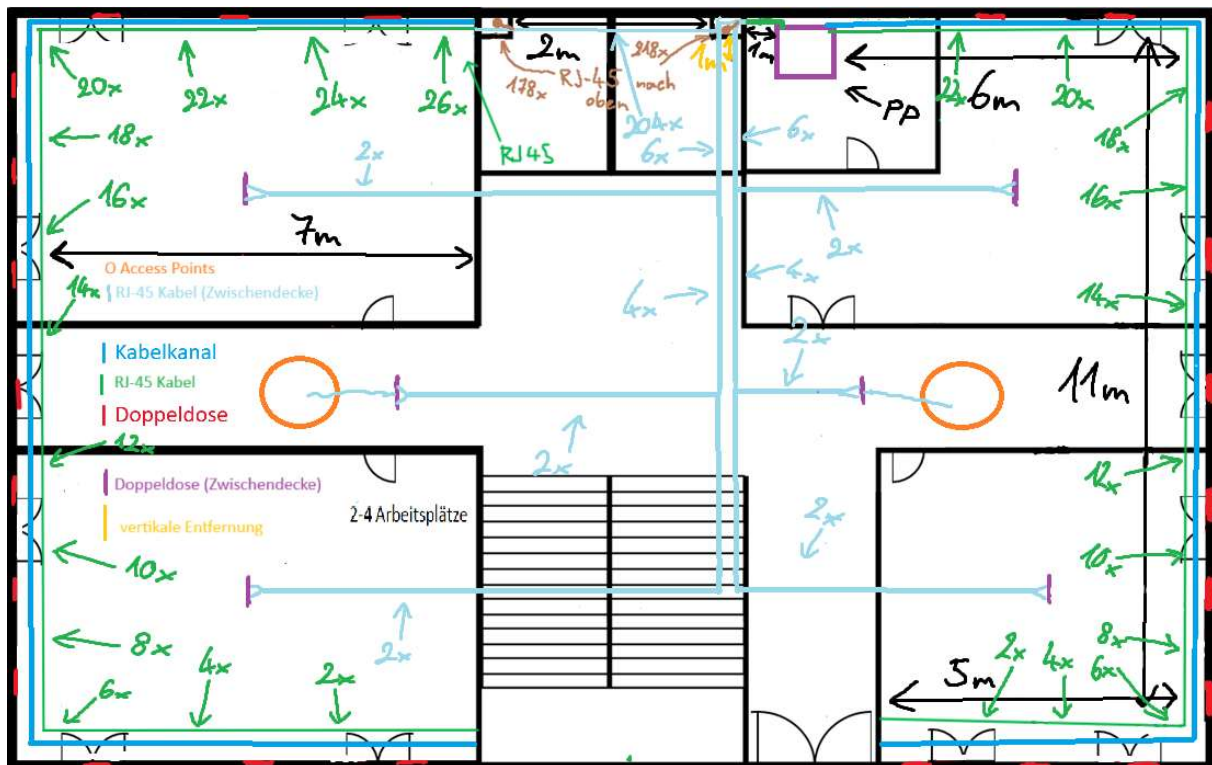 2m
218x
1m
1m
20x
22x
24x
26x
178x
RJ-45 nach
oben
204x
PP
22x
6m
20x
18x
RJ45
6x
6x
18x
2x
16x
16x
7m
2x
O Access Points
4x
14x
RJ-45 Kabel (Zwischendecke)
4x
14x
Kabelkanal
2x
RJ-45 Kabel
11m
Doppeldose
12x
2x
12x
Doppeldose (Zwischendecke)
2-4 Arbeitsplätze
2x
vertikale Entfernung
10x
10x
8x
4x
2x
2x
2x
4x
8x
6x
6x
5m